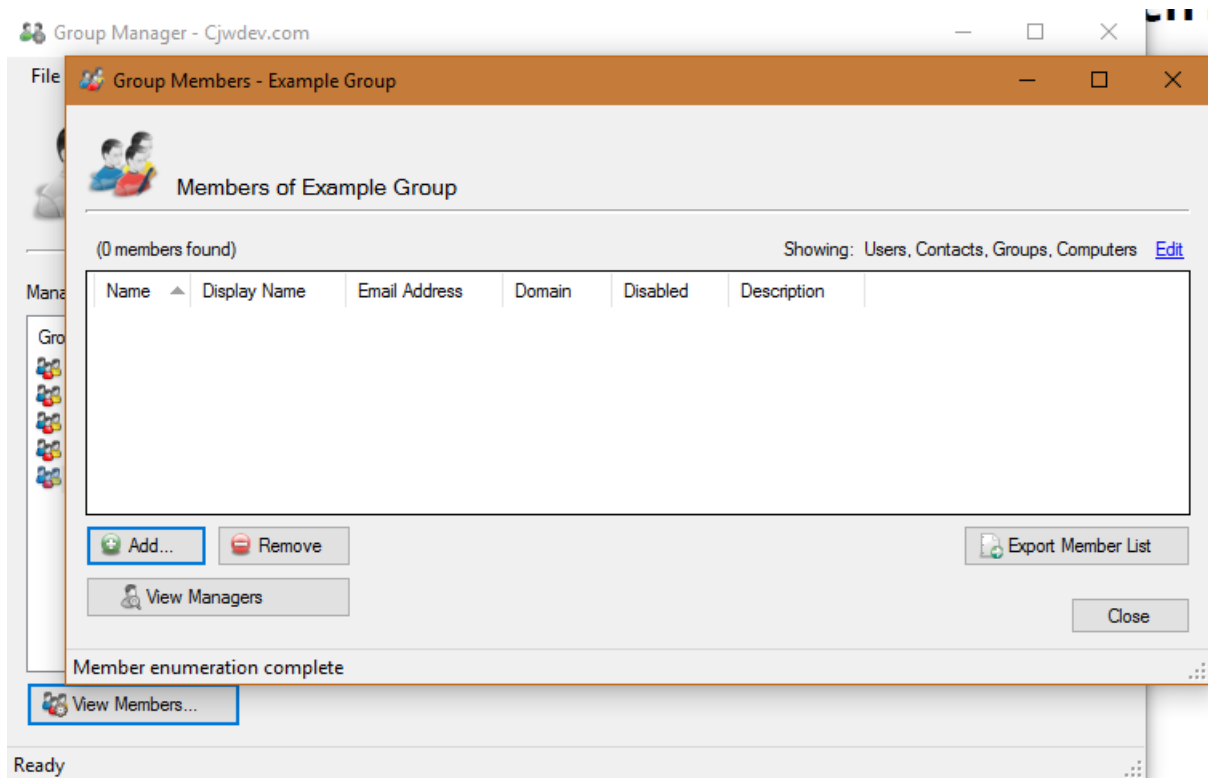 Group Manager - Cjwdev.com
File
Group Members - Example Group
Members of Example Group
(0 members found)
Showing: Users, Contacts, Groups, Computers Edit
Name Display Name Email Address Domain Disabled Description
Add... Remove
Export Member List
View Managers
Close
Member enumeration complete
View Members...
Ready